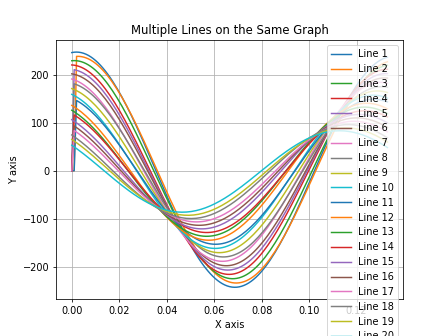 Multiple Lines on the Same Graph
Y axis
200
100
0
−100
−200
0.00
0.02
0.04
0.06
0.08
0.10
X axis
Line 1
Line 2
Line 3
Line 4
Line 5
Line 6
Line 7
Line 8
Line 9
Line 10
Line 11
Line 12
Line 13
Line 14
Line 15
Line 16
Line 17
Line 18
Line 19
Line 20